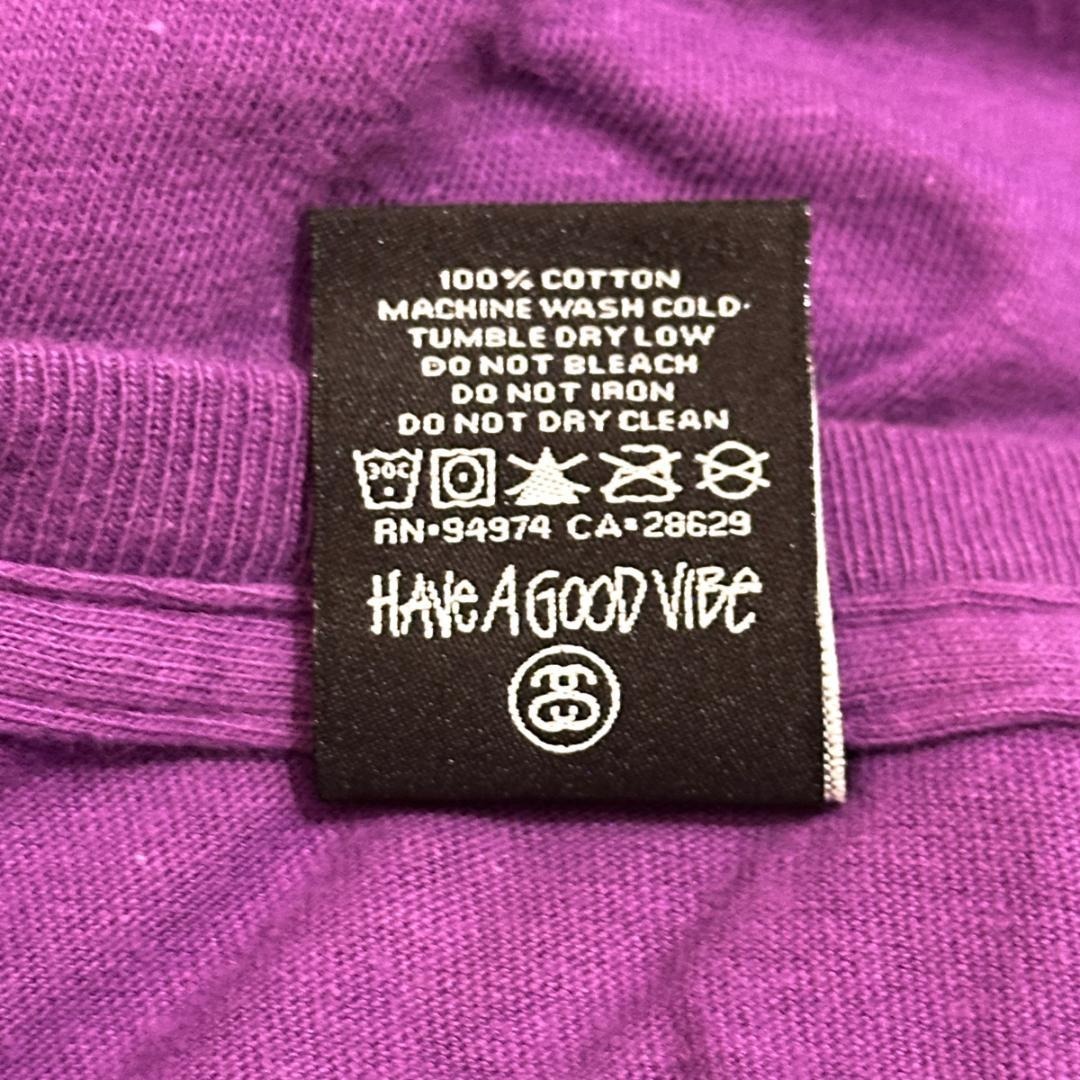 100% COTTON
MACHINE WASH COLD
TUMBLE DRY LOW
DO NOT BLEACH
DO NOT IRON
DO NOT DRY CLEAN
30C
RN•94974 CA•28629
HAVE A GOOD VIBE